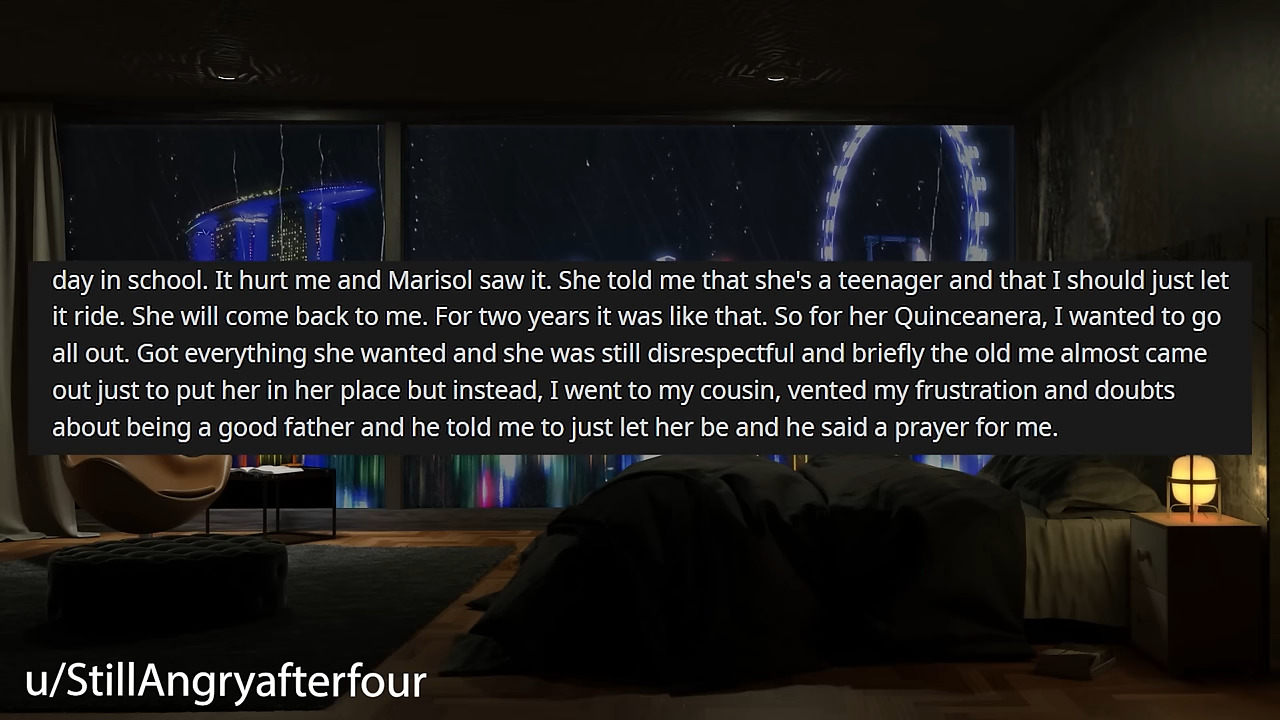 day in school. It hurt me and Marisol saw it. She told me that she's a teenager and that I should just let
it ride. She will come back to me. For two years it was like that. So for her Quinceanera, I wanted to go
all out. Got everything she wanted and she was still disrespectful and briefly the old me almost came
out just to put her in her place but instead, I went to my cousin, vented my frustration and doubts
about being a good father and he told me to just let her be and he said a prayer for me.
u/StillAngryafterfour